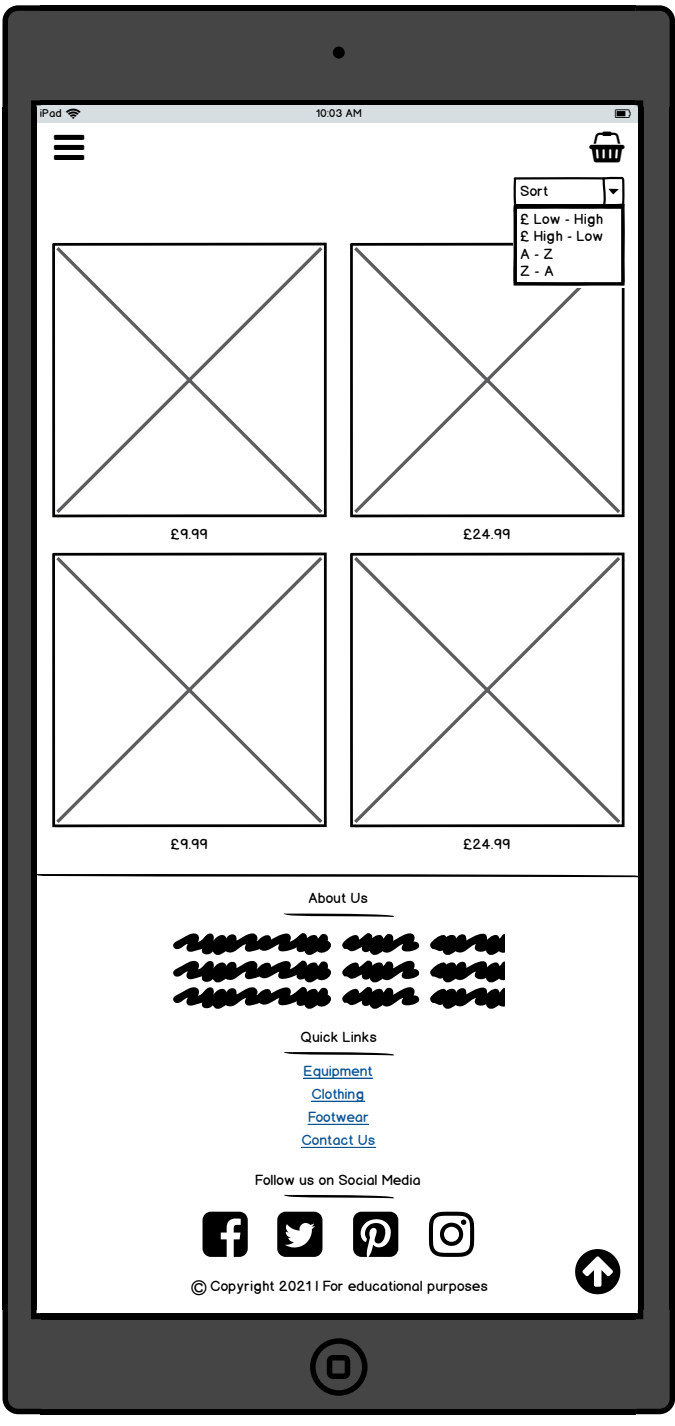 iPad 10:03 AM
Sort
£ Low - High
£ High - Low
A - Z
Z - A
£9.99 £24.99
£9.99 £24.99
About Us
Quick Links
Equipment
Clothing
Footwear
Contact Us
Follow us on Social Media
© Copyright 2021 | For educational purposes